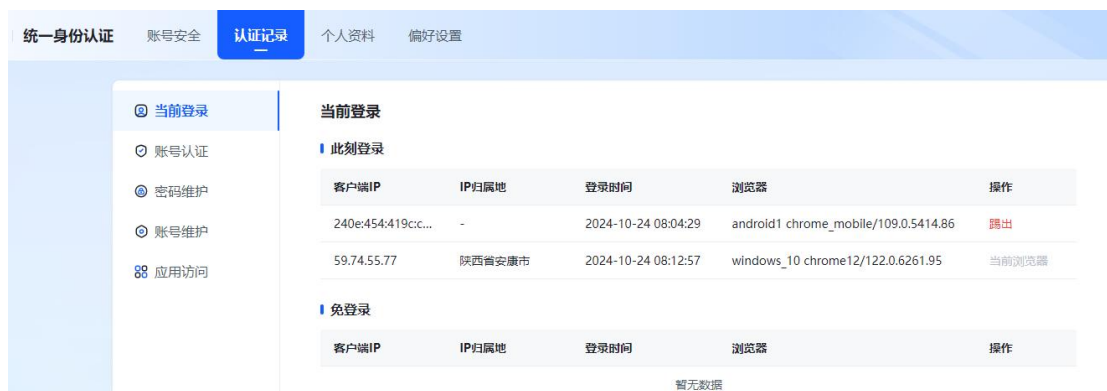 统一身份认证 账号安全 认证记录 个人资料 偏好设置
当前登录
账号认证
密码维护
账号维护
应用访问
当前登录
此刻登录
客户端IP IP归属地 登录时间 浏览器 操作
240e:454:419c:c... - 2024-10-24 08:04:29 android1 chrome_mobile/109.0.5414.86 踢出
59.74.55.77 陕西省安康市 2024-10-24 08:12:57 windows_10 chrome12/122.0.6261.95 当前浏览器
免登录
客户端IP IP归属地 登录时间 浏览器 操作
暂无数据